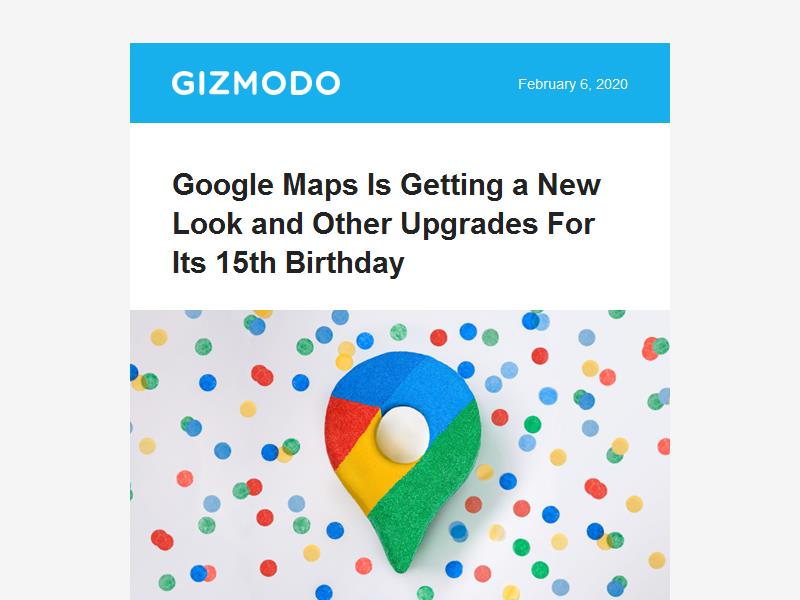 GIZMODO
February 6, 2020
Google Maps Is Getting a New
Look and Other Upgrades For
Its 15th Birthday